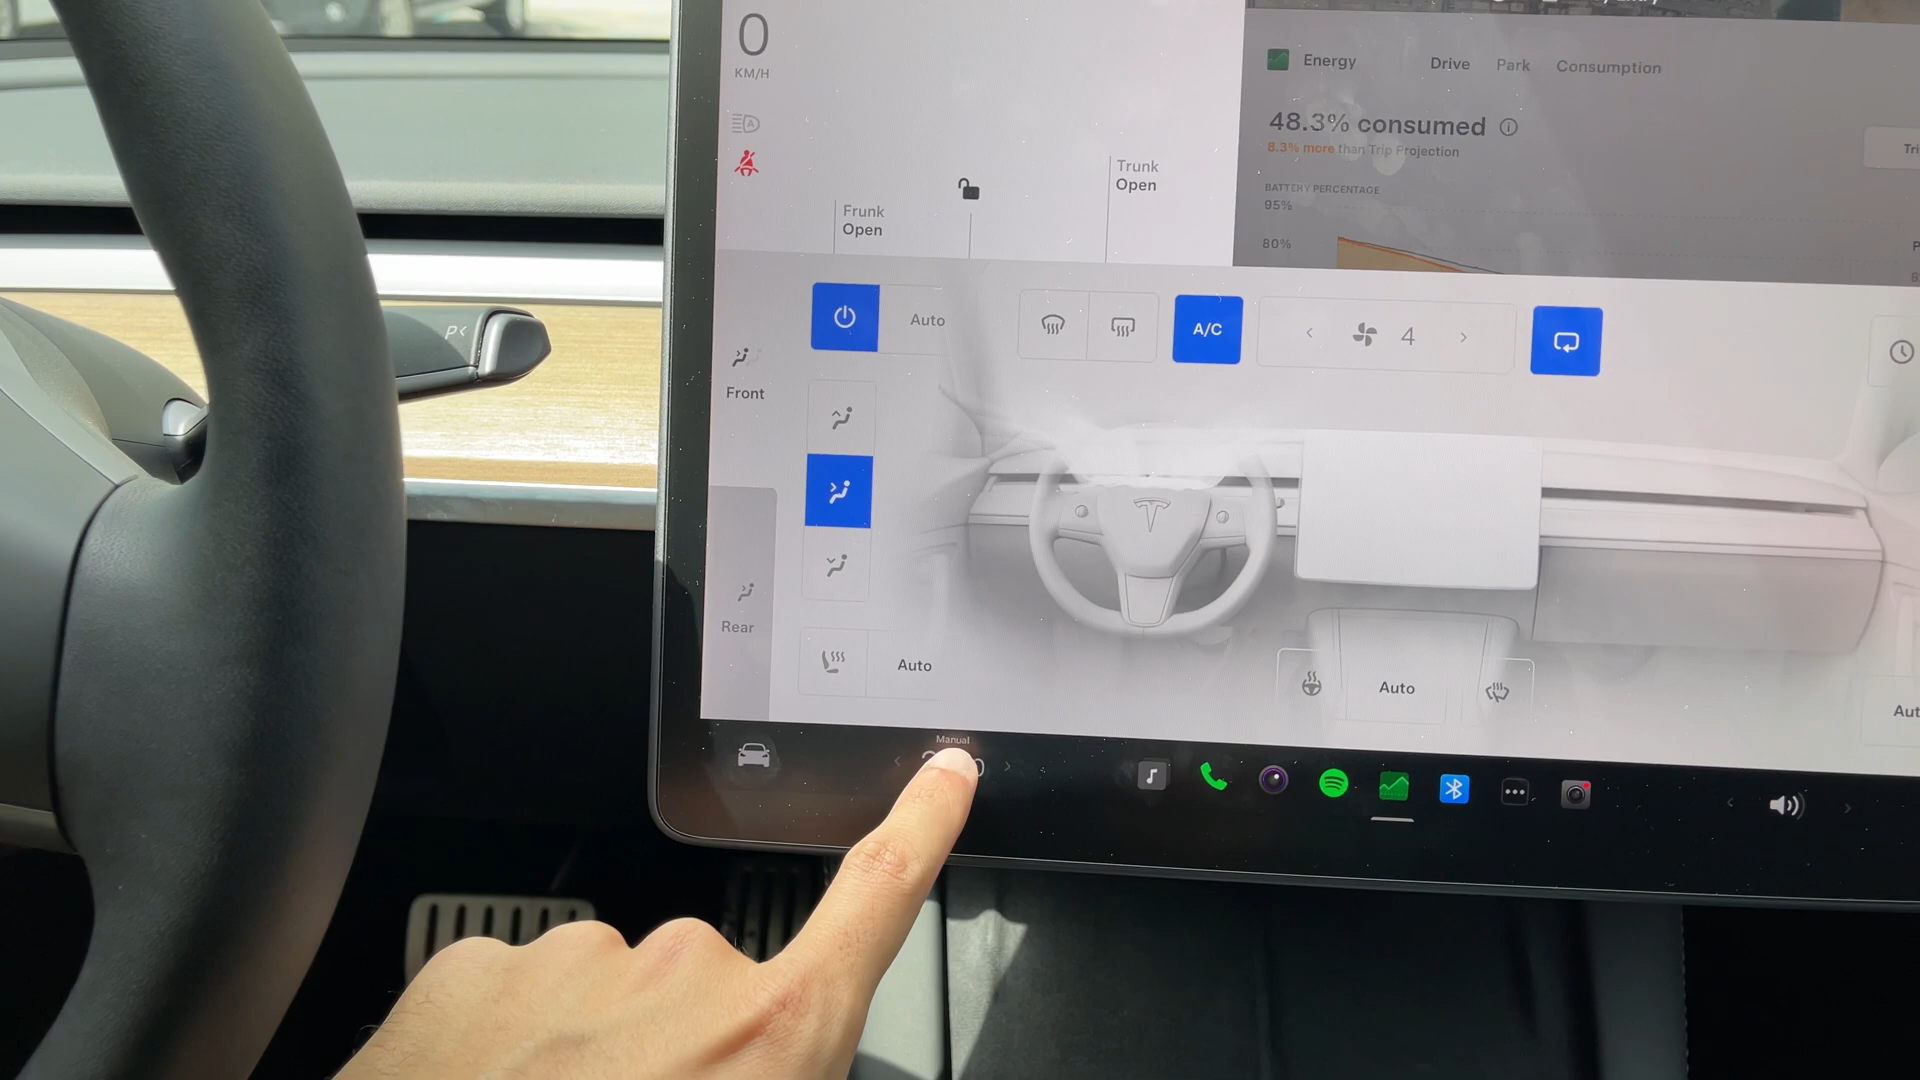 0
KM/H
Energy
Drive
Park
Consumption
48.3% consumed
8.3% more than Trip Projection
BATTERY PERCENTAGE
95%
80%
Trunk
Open
Frunk
Open
P
Auto
A/C
4
Front
Rear
Auto
Auto
Manual